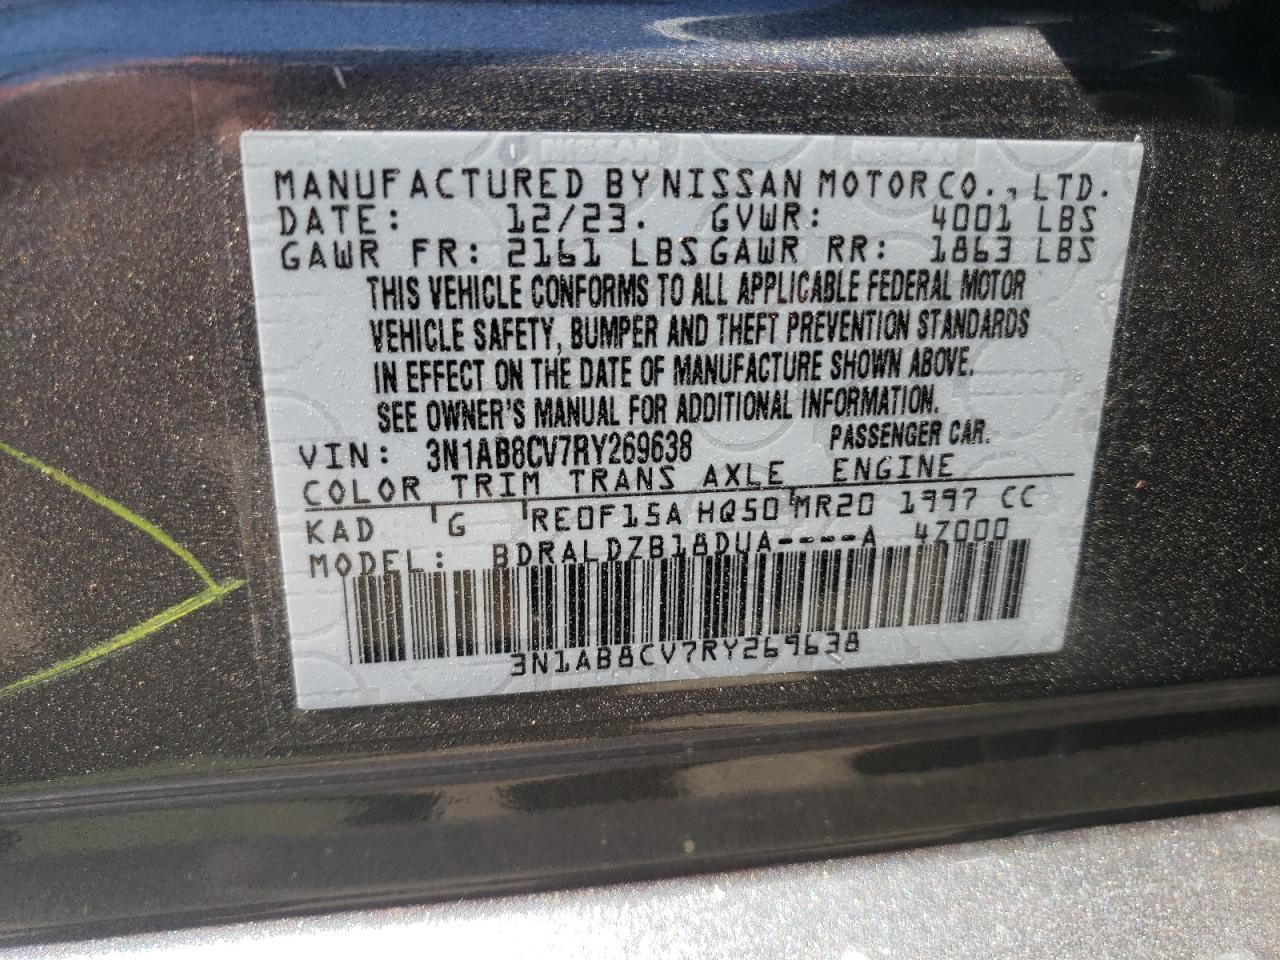 NISSAN
MANUFACTURED BY NISSAN MOTOR CO., LTD.
DATE: 12/23. GVWR: 4001 LBS
GAWR FR: 2161 LBS GAWR RR: 1863 LBS
THIS VEHICLE CONFORMS TO ALL APPLICABLE FEDERAL MOTOR
VEHICLE SAFETY, BUMPER AND THEFT PREVENTION STANDARDS
IN EFFECT ON THE DATE OF MANUFACTURE SHOWN ABOVE.
SEE OWNER'S MANUAL FOR ADDITIONAL INFORMATION.
VIN: 3N1AB8CV7RY269638 PASSENGER CAR.
COLOR TRIM TRANS AXLE ENGINE
KAD G RE0F15A HQ50 MR20 1997 CC
MODEL: BDRALDZB18DUA----A 47000
3N1AB8CV7RY269638